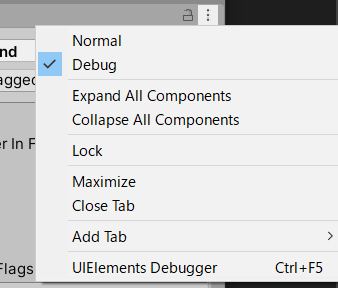 nd
Normal
Debug
agged
Expand All Components
Collapse All Components
er In F
Lock
Maximize
Close Tab
Add Tab
Flags
UIElements Debugger Ctrl+F5